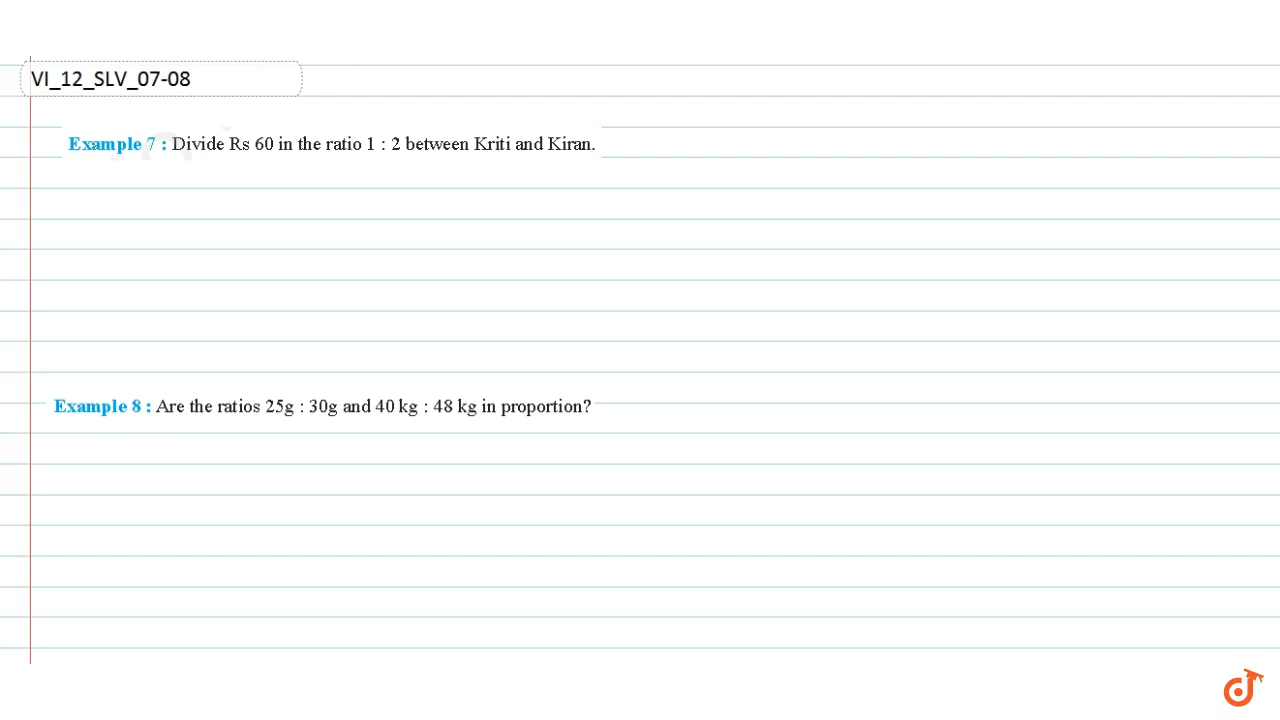 VI_12_SLV_07-08
Example 7 : Divide Rs 60 in the ratio 1 : 2 between Kriti and Kiran.
Example 8 : Are the ratios 25g : 30g and 40 kg : 48 kg in proportion?